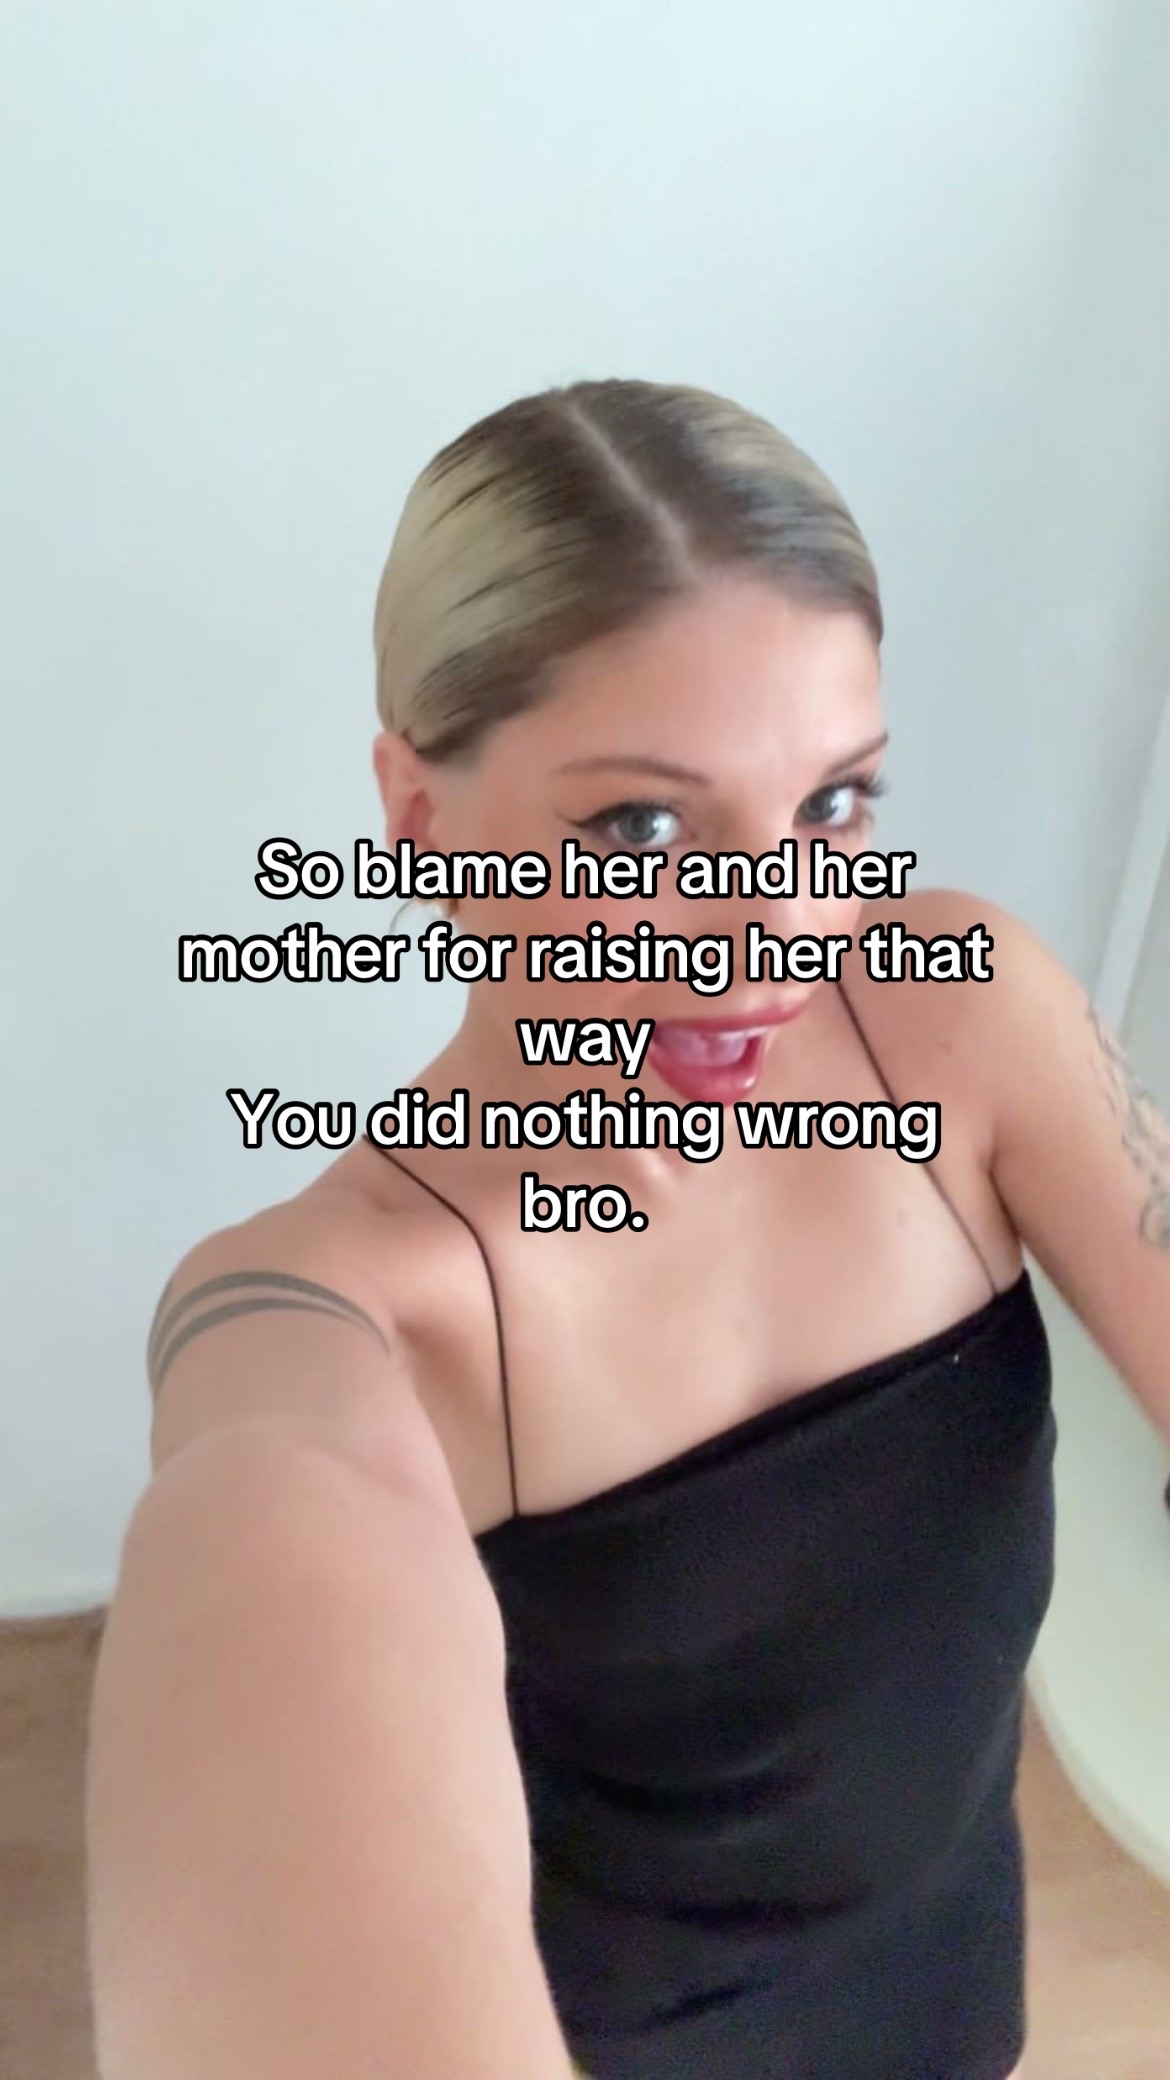 So blame her and her
mother for raising her that
way
You did nothing wrong
bro.